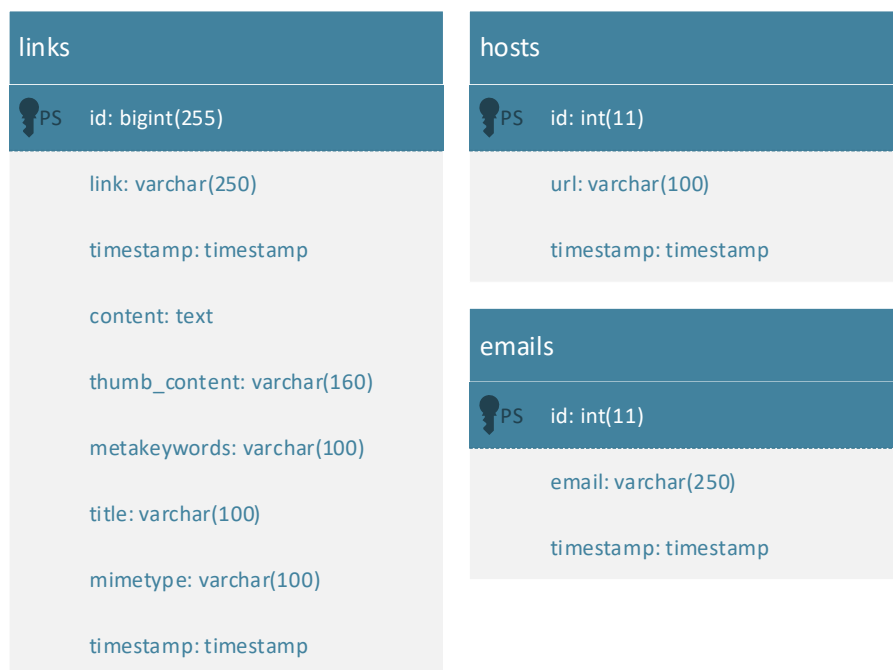 links
PS id: bigint(255)
link: varchar(250)
timestamp: timestamp
content: text
thumb_content: varchar(160)
metakeywords: varchar(100)
title: varchar(100)
mimetype: varchar(100)
timestamp: timestamp
hosts
PS id: int(11)
url: varchar(100)
timestamp: timestamp
emails
PS id: int(11)
email: varchar(250)
timestamp: timestamp